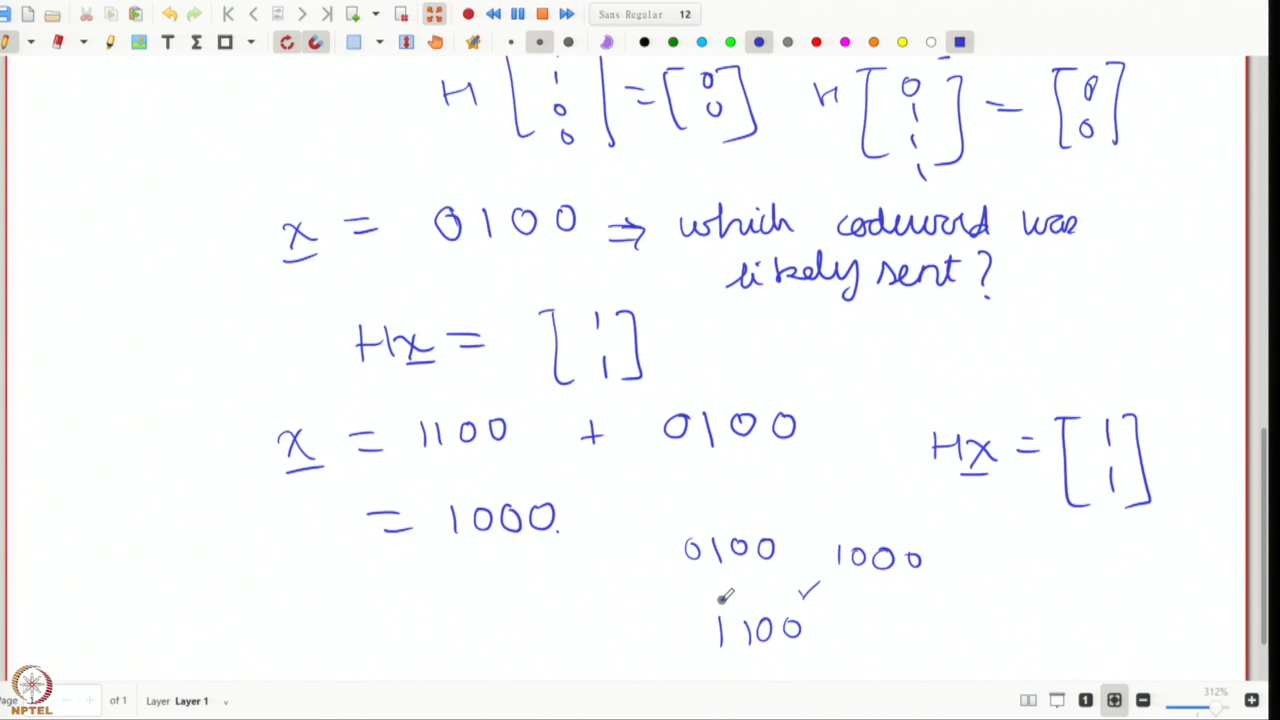 Sans Regular 12
H [ 1 0 0 ] = [ 0 0 ] H [ 0 1 1 1 ] = [ 0 0 ]
x = 0100 ⇒ which codeword was
likely sent?
Hx = [ 1 1 ]
x = 1100 + 0100 Hx = [ 1 1 ]
= 1000.
0100 1000
✓
1100
NPTEL
Page of 1 Layer Layer 1 312%